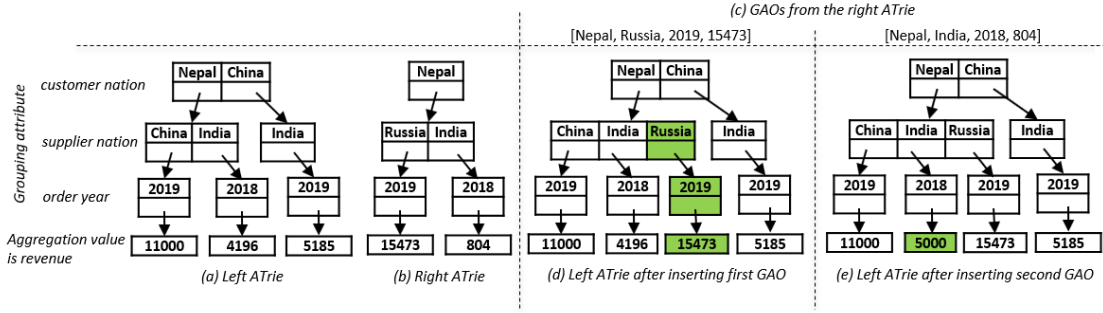 (c) GAOs from the right ATrie
[Nepal, Russia, 2019, 15473]
[Nepal, India, 2018, 804]
Grouping attribute
customer nation
Nepal China
Nepal
Nepal China
Nepal China
supplier nation
China India India
Russia India
China India Russia India
China India Russia India
order year
2019 2018 2019
2019 2018
2019 2018 2019 2019
2019 2018 2019 2019
Aggregation value
is revenue
11000 4196 5185
15473 804
11000 4196 15473 5185
11000 5000 15473 5185
(a) Left ATrie
(b) Right ATrie
(d) Left ATrie after inserting first GAO
(e) Left ATrie after inserting second GAO